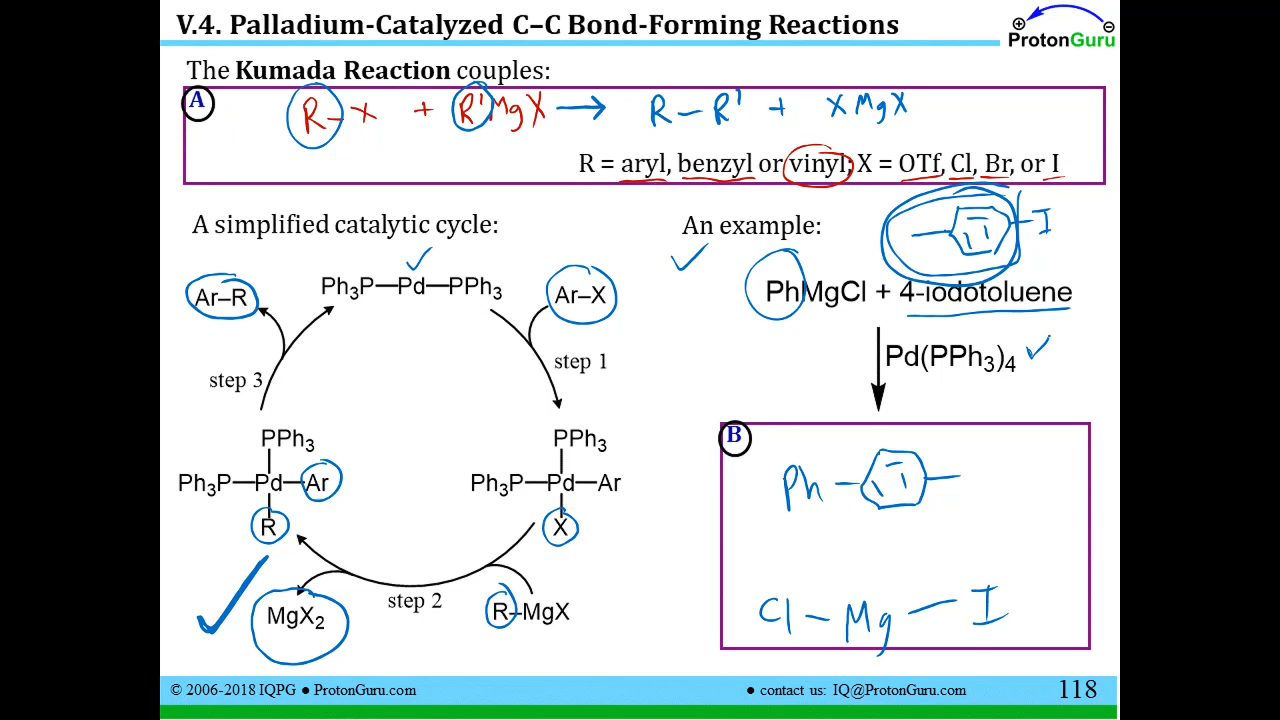 V.4. Palladium-Catalyzed C–C Bond-Forming Reactions
ProtonGuru
The Kumada Reaction couples:
A
R–X + R'MgX → R–R' + XMgX
R = aryl, benzyl or vinyl; X = OTf, Cl, Br, or I
A simplified catalytic cycle:
An example:
I
Ar–R
Ph3P–Pd–PPh3
Ar–X
PhMgCl + 4-iodotoluene
step 3
step 1
Pd(PPh3)4
PPh3
Ph3P–Pd–Ar
R
PPh3
Ph3P–Pd–Ar
X
B
Ph
MgX2
step 2
R–MgX
Cl–Mg–I
© 2006-2018 IQPG ● ProtonGuru.com
● contact us: IQ@ProtonGuru.com
118